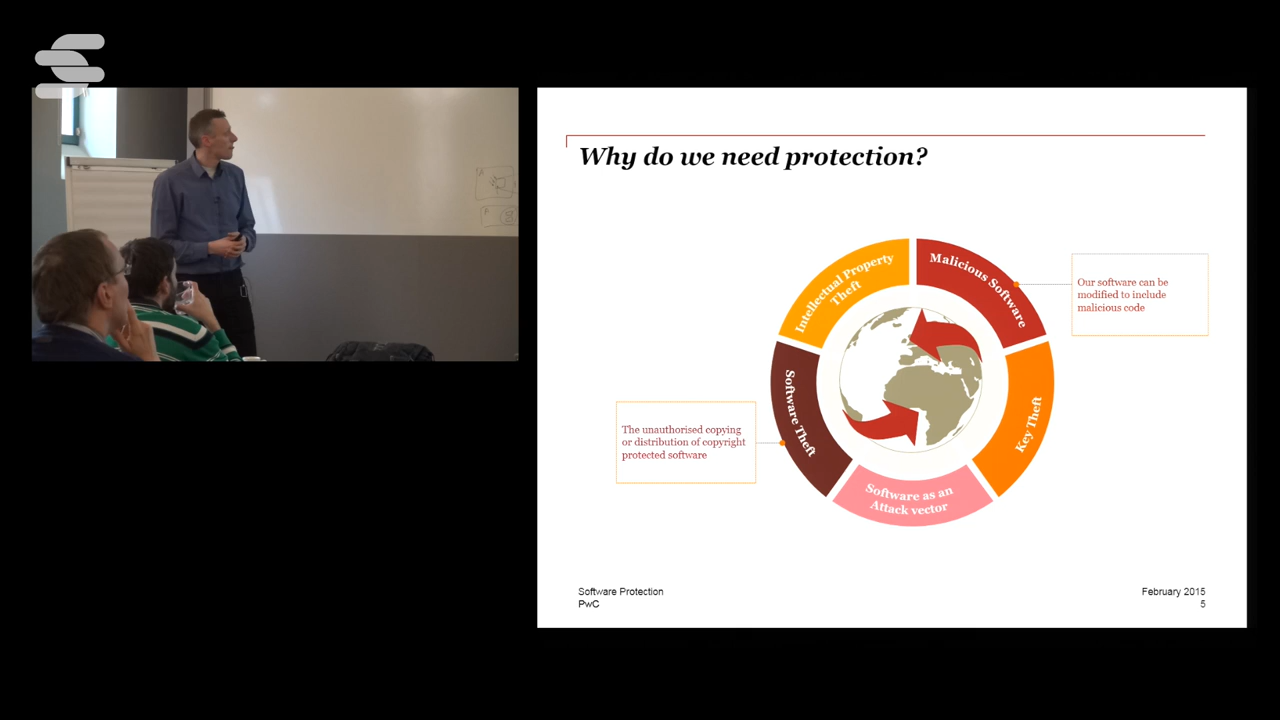 Why do we need protection?
Intellectual Property
Theft
Malicious Software
Our software can be
modified to include
malicious code
Software Theft
The unauthorised copying
or distribution of copyright
protected software
Key Theft
Software as an
Attack vector
Software Protection
PwC
February 2015
5